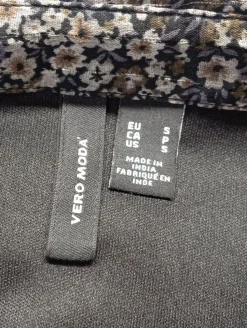 VERO MODA
EU S
CA P
US S
MADE IN
INDIA
FABRIQUÉ EN
INDE